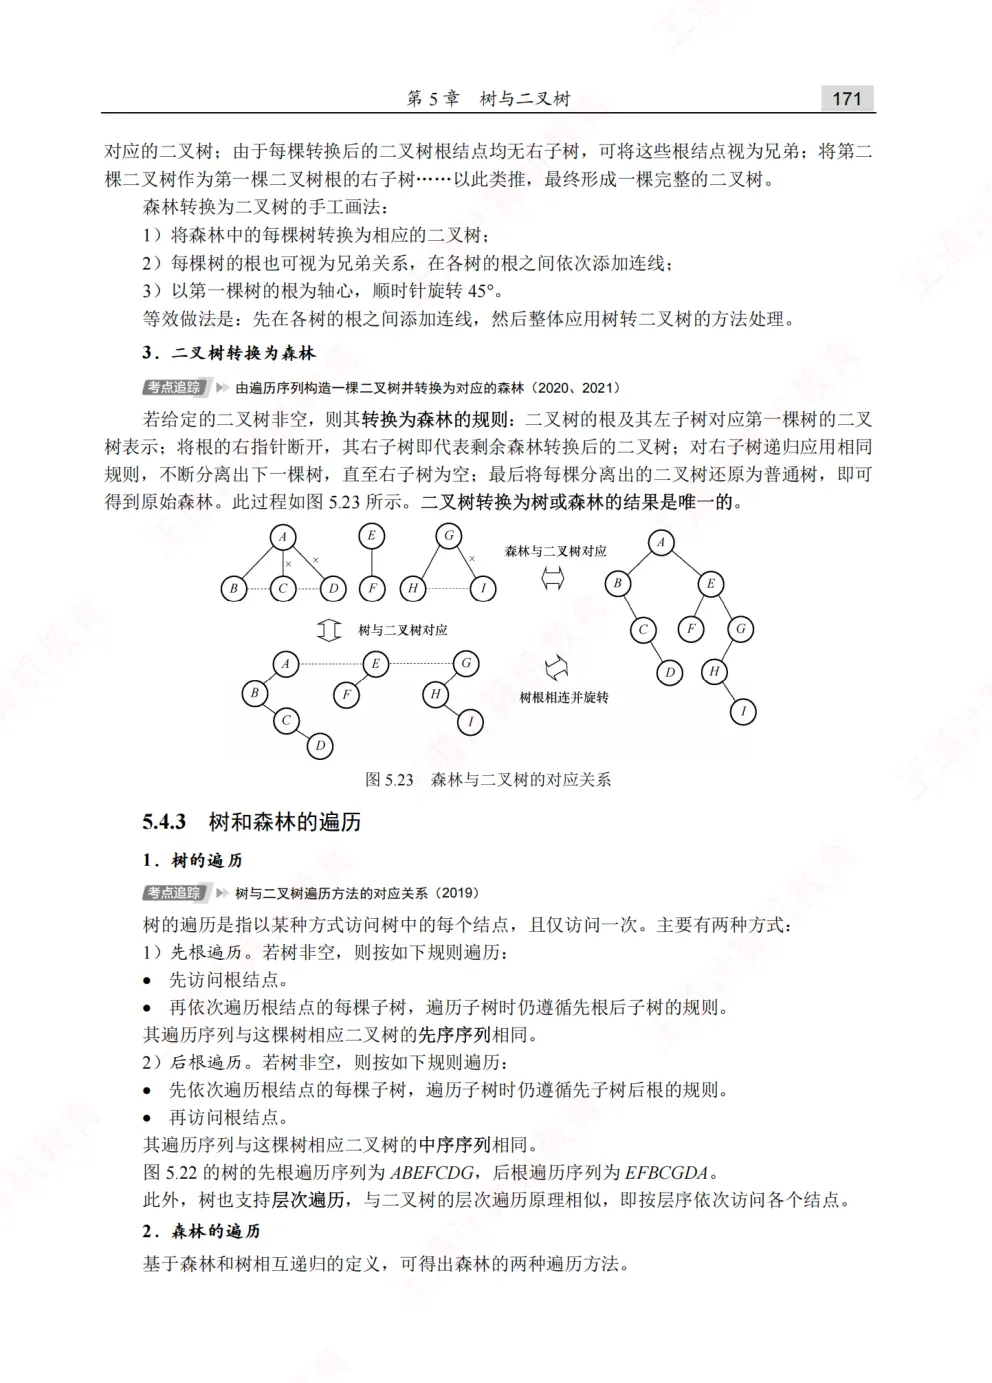 第 5 章 树与二叉树 171
对应的二叉树；由于每棵转换后的二叉树根结点均无右子树，可将这些根结点视为兄弟；将第二
棵二叉树作为第一棵二叉树根的右子树……以此类推，最终形成一棵完整的二叉树。
森林转换为二叉树的手工画法：
1）将森林中的每棵树转换为相应的二叉树；
2）每棵树的根也可视为兄弟关系，在各树的根之间依次添加连线；
3）以第一棵树的根为轴心，顺时针旋转 45°。
等效做法是：先在各树的根之间添加连线，然后整体应用树转二叉树的方法处理。
3．二叉树转换为森林
考点追踪 由遍历序列构造一棵二叉树并转换为对应的森林（2020、2021）
若给定的二叉树非空，则其转换为森林的规则：二叉树的根及其左子树对应第一棵树的二叉
树表示；将根的右指针断开，其右子树即代表剩余森林转换后的二叉树；对右子树递归应用相同
规则，不断分离出下一棵树，直至右子树为空；最后将每棵分离出的二叉树还原为普通树，即可
得到原始森林。此过程如图 5.23 所示。二叉树转换为树或森林的结果是唯一的。
A E G
× × ×
B C D F H I
森林与二叉树对应
A
B E
C F G
D H
I
树与二叉树对应
A E G
B F H
C I
D
树根相连并旋转
图 5.23 森林与二叉树的对应关系
5.4.3 树和森林的遍历
1．树的遍历
考点追踪 树与二叉树遍历方法的对应关系（2019）
树的遍历是指以某种方式访问树中的每个结点，且仅访问一次。主要有两种方式：
1）先根遍历。若树非空，则按如下规则遍历：
• 先访问根结点。
• 再依次遍历根结点的每棵子树，遍历子树时仍遵循先根后子树的规则。
其遍历序列与这棵树相应二叉树的先序序列相同。
2）后根遍历。若树非空，则按如下规则遍历：
• 先依次遍历根结点的每棵子树，遍历子树时仍遵循先子树后根的规则。
• 再访问根结点。
其遍历序列与这棵树相应二叉树的中序序列相同。
图 5.22 的树的先根遍历序列为 ABEFCDG，后根遍历序列为 EFBCGDA。
此外，树也支持层次遍历，与二叉树的层次遍历原理相似，即按层序依次访问各个结点。
2．森林的遍历
基于森林和树相互递归的定义，可得出森林的两种遍历方法。
王道计算机教育